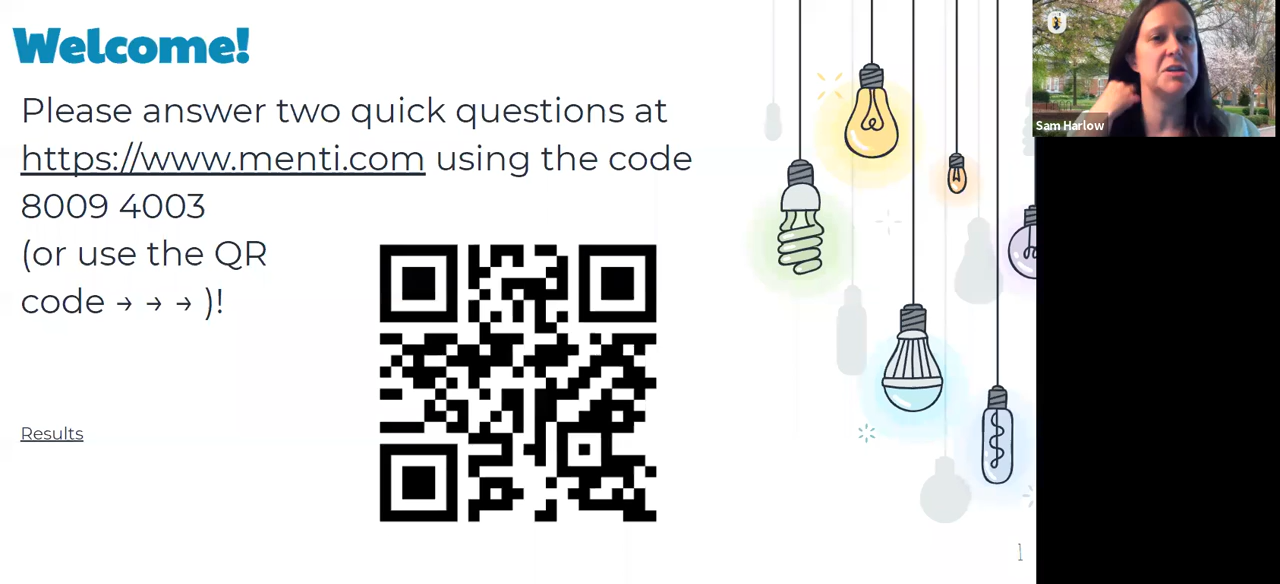 Welcome!
Please answer two quick questions at
https://www.menti.com using the code
8009 4003
(or use the QR
code → → → )!
Results
Sam Harlow
1